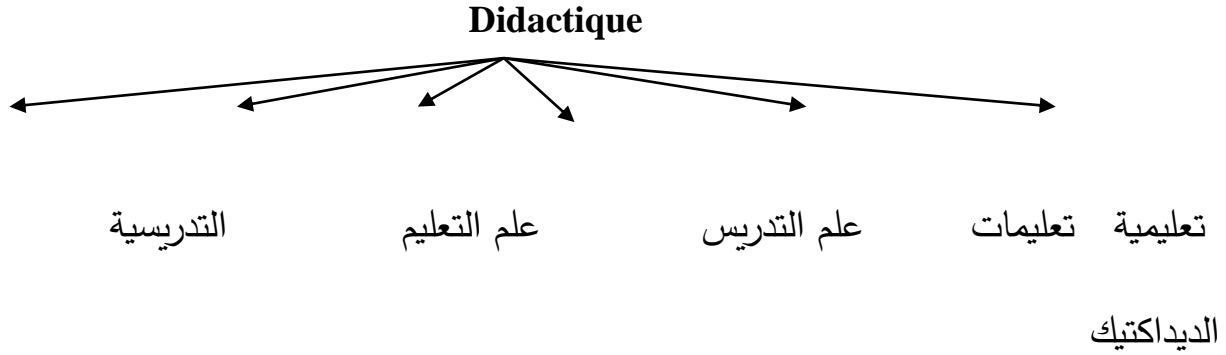 Didactique
تعليمية تعليمات علم التدريس علم التعليم التدريسية
الديداكتيك